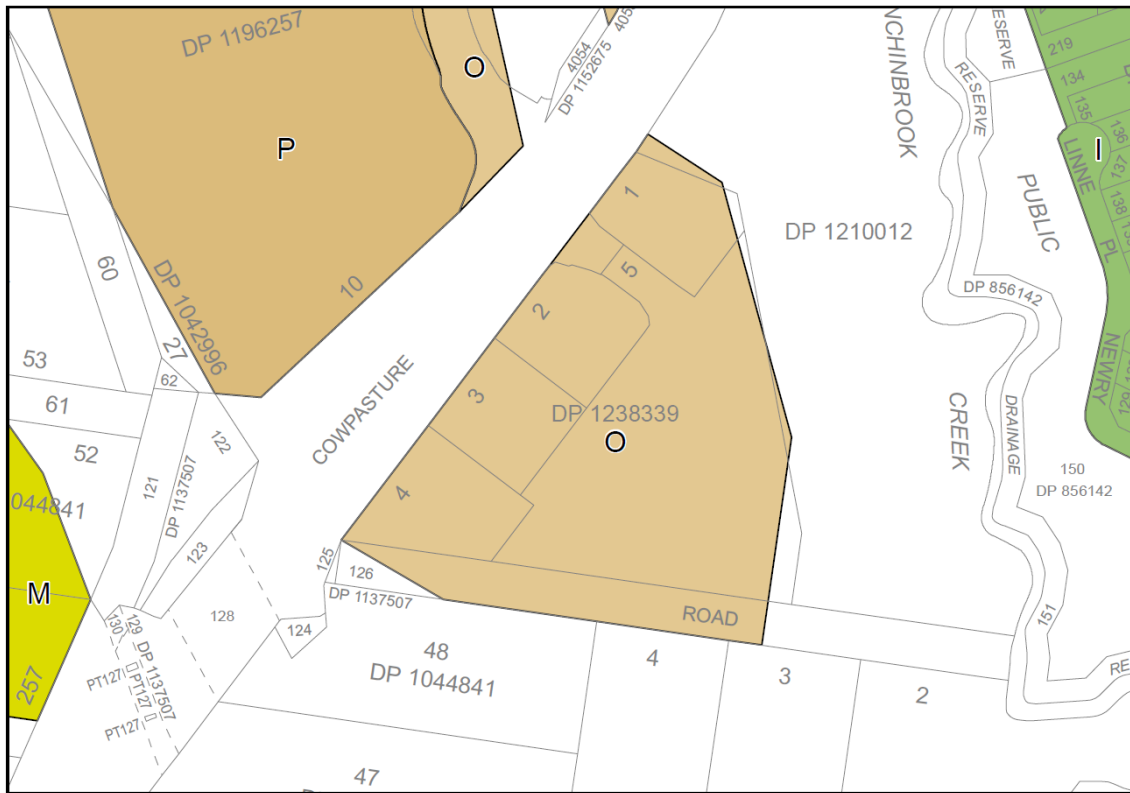 DP 1196257
O
4054
DP 1152675
P
10
60
DP 1042996
27
62
53
61
52
122
121
DP 1137507
123
044841
M
257
130
129
DP 1137507
PT127
PT127
PT127
128
124
125
126
DP 1137507
COWPASTURE
1
5
2
3
4
DP 1238339
O
ROAD
48
DP 1044841
47
4
3
2
NCHINBROOK
CREEK
DP 1210012
RESERVE
RESERVE
PUBLIC
DP 856142
DRAINAGE
150
DP 856142
151
RE
219
134
135
136
137
138
I
LINNE
PL
NEWRY
129